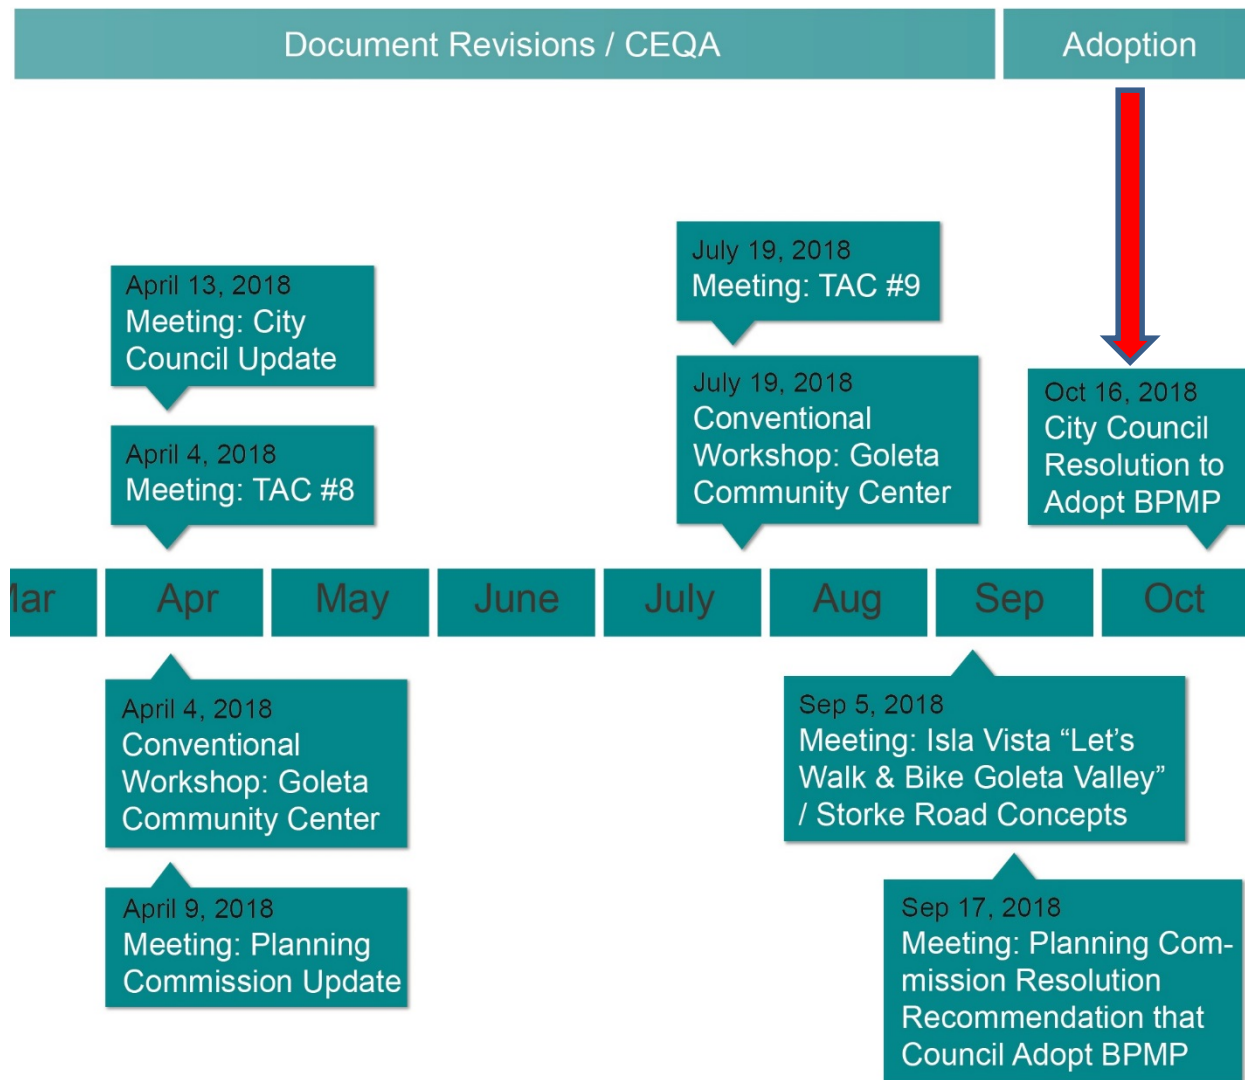 Document Revisions / CEQA
Adoption
April 13, 2018
Meeting: City
Council Update
April 4, 2018
Meeting: TAC #8
July 19, 2018
Meeting: TAC #9
July 19, 2018
Conventional
Workshop: Goleta
Community Center
Oct 16, 2018
City Council
Resolution to
Adopt BPMP
Mar Apr May June July Aug Sep Oct
April 4, 2018
Conventional
Workshop: Goleta
Community Center
April 9, 2018
Meeting: Planning
Commission Update
Sep 5, 2018
Meeting: Isla Vista “Let’s
Walk & Bike Goleta Valley”
/ Storke Road Concepts
Sep 17, 2018
Meeting: Planning Com-
mission Resolution
Recommendation that
Council Adopt BPMP